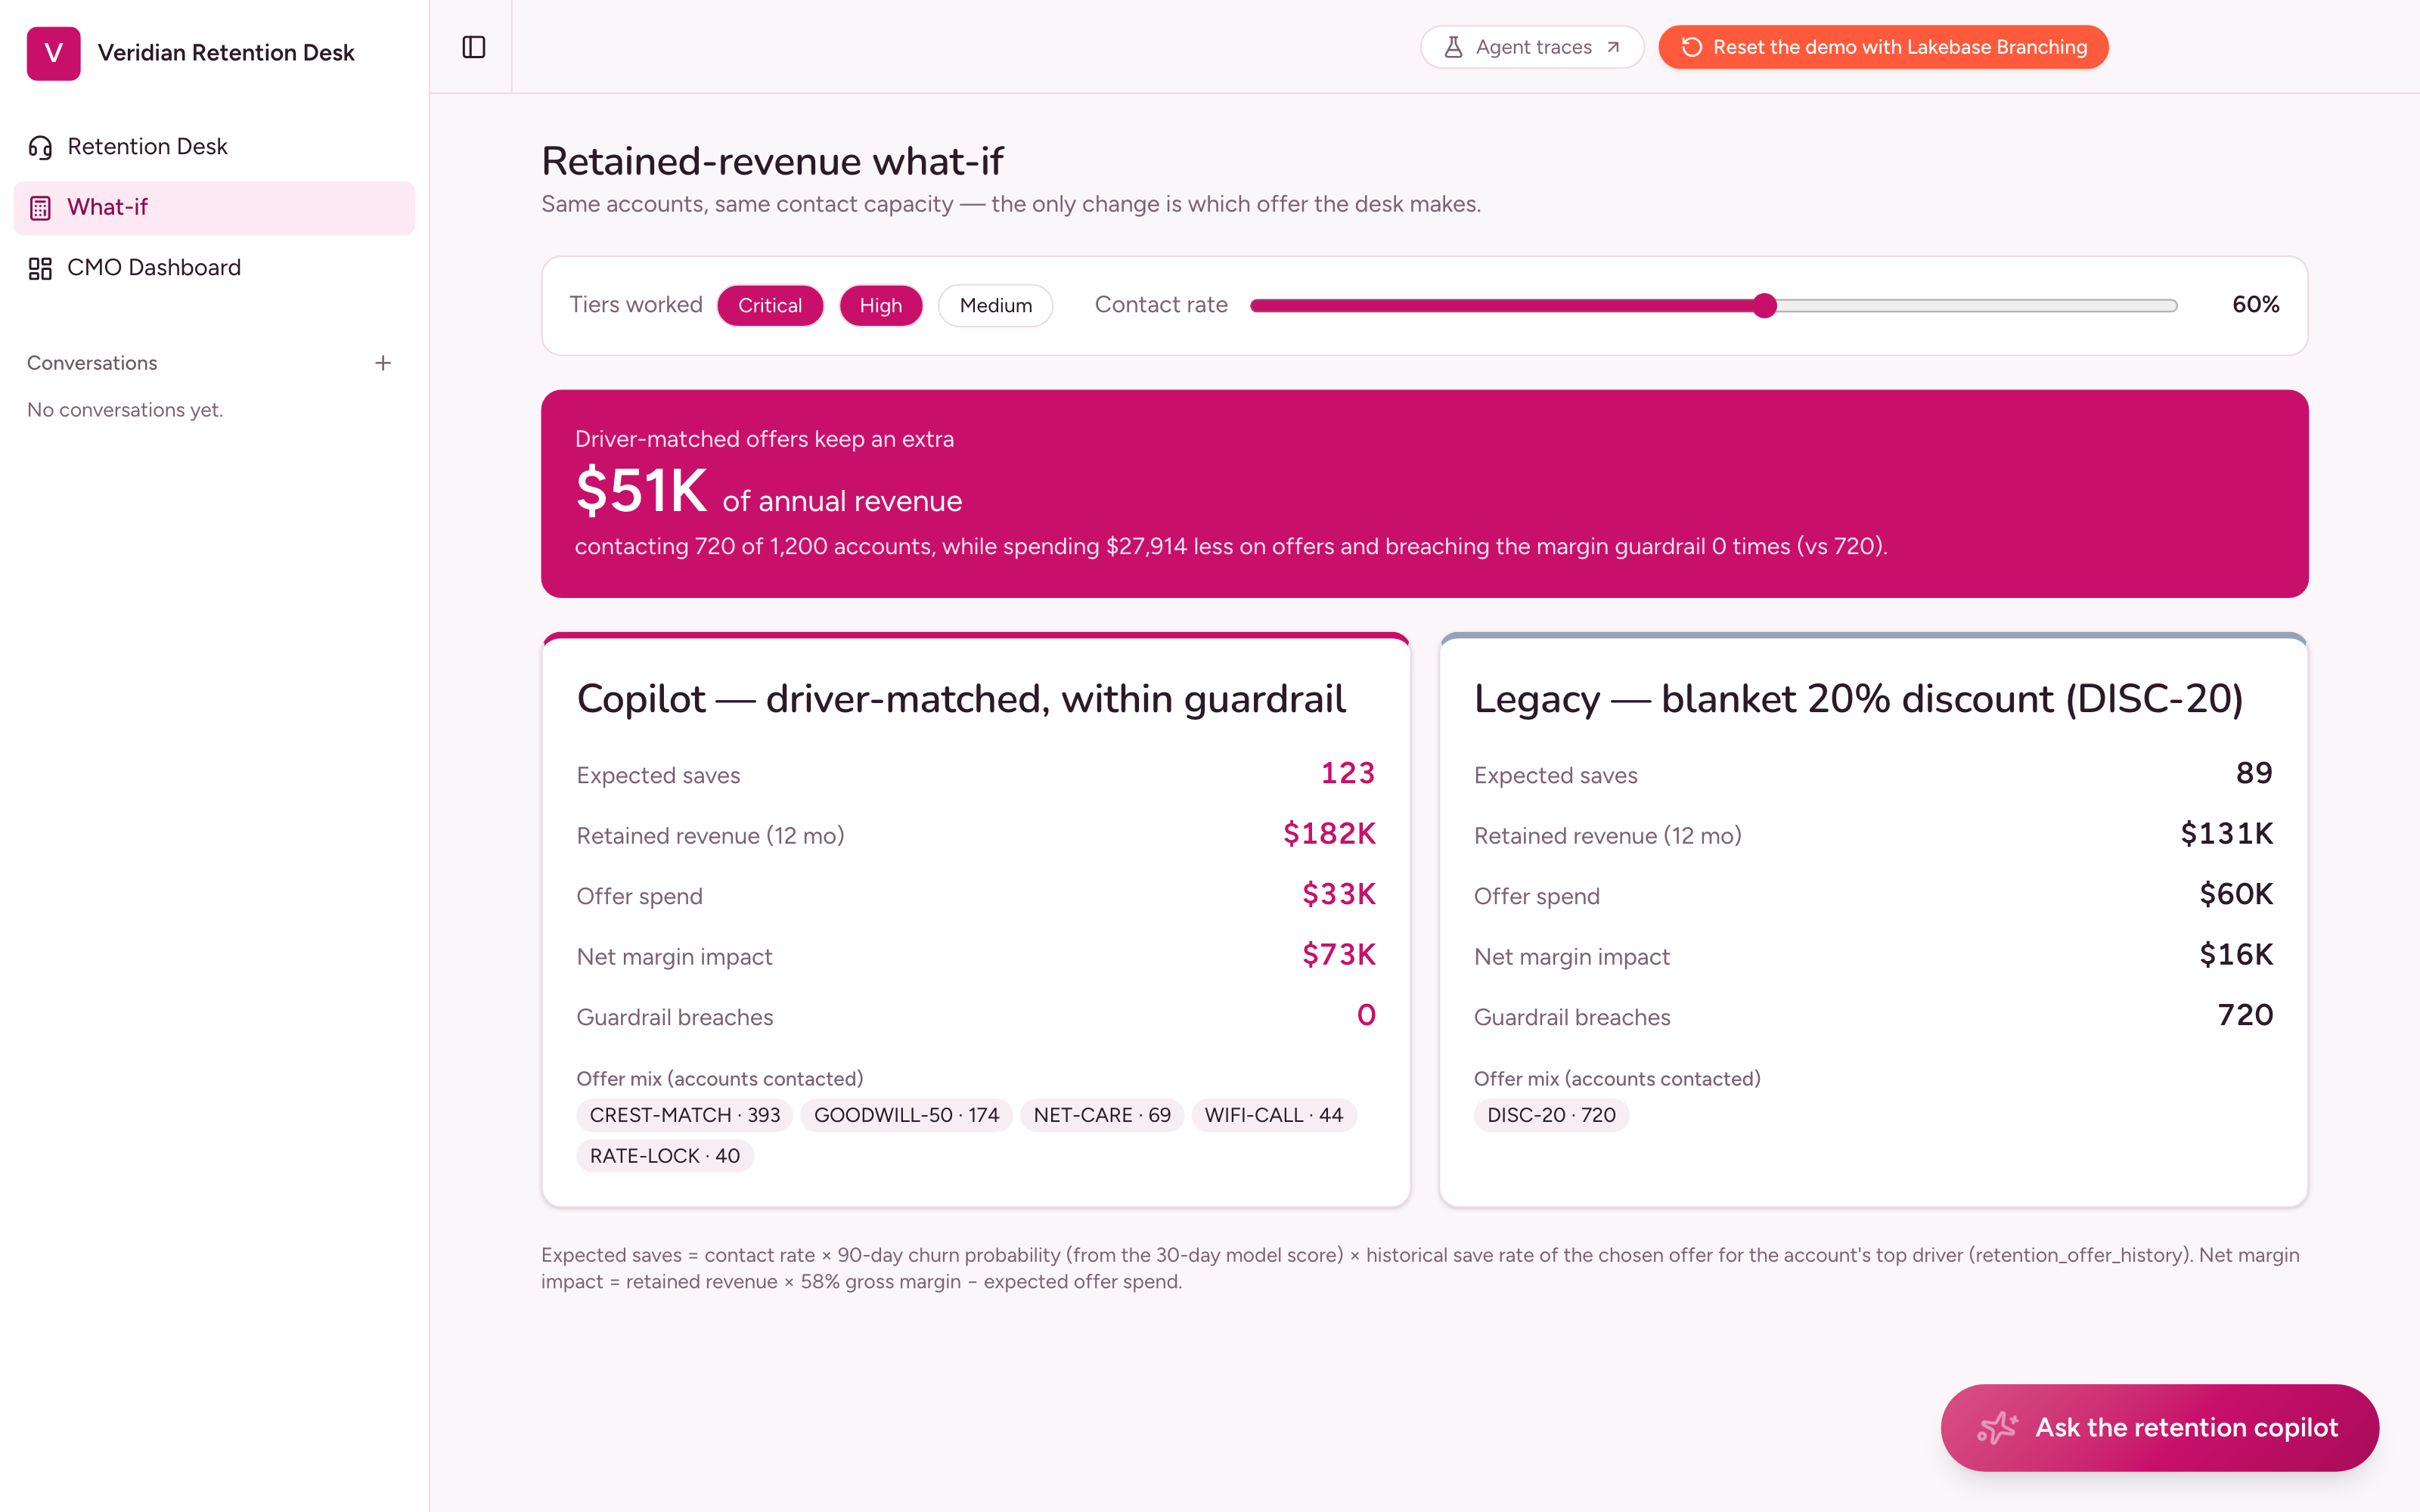 V Veridian Retention Desk
Agent traces
Reset the demo with Lakebase Branching
Retention Desk
What-if
CMO Dashboard
Conversations
No conversations yet.
Retained-revenue what-if
Same accounts, same contact capacity — the only change is which offer the desk makes.
Tiers worked Critical High Medium Contact rate 60%
Driver-matched offers keep an extra
$51K of annual revenue
contacting 720 of 1,200 accounts, while spending $27,914 less on offers and breaching the margin guardrail 0 times (vs 720).
Copilot — driver-matched, within guardrail
Expected saves 123
Retained revenue (12 mo) $182K
Offer spend $33K
Net margin impact $73K
Guardrail breaches 0
Offer mix (accounts contacted)
CREST-MATCH · 393 GOODWILL-50 · 174 NET-CARE · 69 WIFI-CALL · 44
RATE-LOCK · 40
Legacy — blanket 20% discount (DISC-20)
Expected saves 89
Retained revenue (12 mo) $131K
Offer spend $60K
Net margin impact $16K
Guardrail breaches 720
Offer mix (accounts contacted)
DISC-20 · 720
Expected saves = contact rate × 90-day churn probability (from the 30-day model score) × historical save rate of the chosen offer for the account's top driver (retention_offer_history). Net margin
impact = retained revenue × 58% gross margin − expected offer spend.
Ask the retention copilot